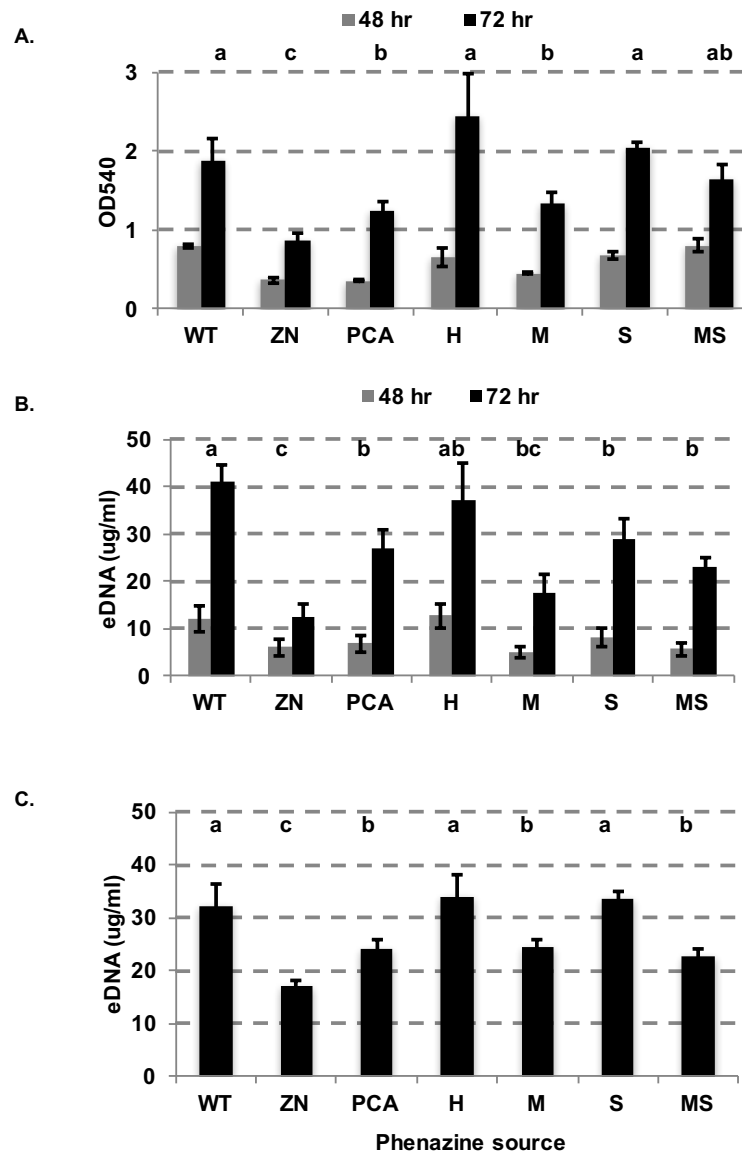 A.
48 hr 72 hr
a c b a b a ab
3
2
1
0
OD540
WT ZN PCA H M S MS
B.
48 hr 72 hr
50
40
30
20
10
0
a c b ab bc b b
eDNA (ug/ml)
WT ZN PCA H M S MS
C.
50
40
30
20
10
0
a c b a b a b
eDNA (ug/ml)
WT ZN PCA H M S MS
Phenazine source